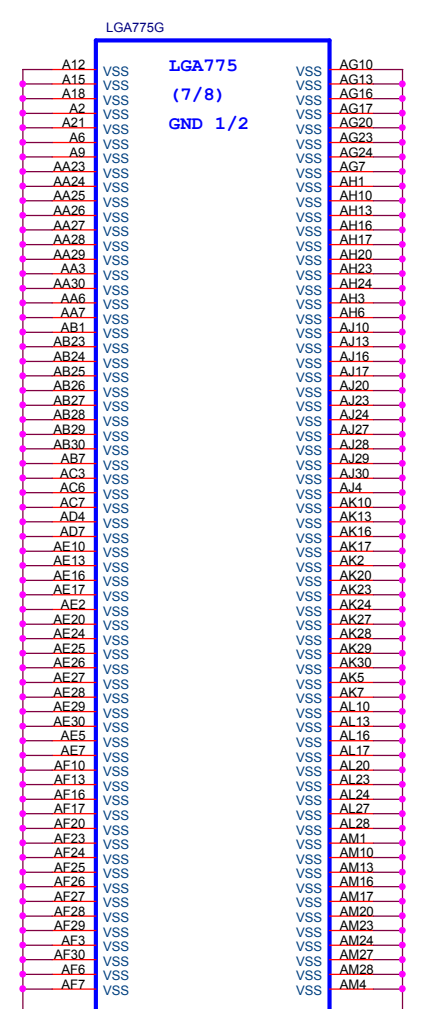 LGA775G
A12 VSS LGA775 VSS AG10
A15 VSS VSS AG13
A18 VSS (7/8) VSS AG16
A2 VSS VSS AG17
A21 VSS GND 1/2 VSS AG20
A6 VSS VSS AG23
A9 VSS VSS AG24
AA23 VSS VSS AG7
AA24 VSS VSS AH1
AA25 VSS VSS AH10
AA26 VSS VSS AH13
AA27 VSS VSS AH16
AA28 VSS VSS AH17
AA29 VSS VSS AH20
AA3 VSS VSS AH23
AA30 VSS VSS AH24
AA6 VSS VSS AH3
AA7 VSS VSS AH6
AB1 VSS VSS AJ10
AB23 VSS VSS AJ13
AB24 VSS VSS AJ16
AB25 VSS VSS AJ17
AB26 VSS VSS AJ20
AB27 VSS VSS AJ23
AB28 VSS VSS AJ24
AB29 VSS VSS AJ27
AB30 VSS VSS AJ28
AB7 VSS VSS AJ29
AC3 VSS VSS AJ30
AC6 VSS VSS AJ4
AC7 VSS VSS AK10
AD4 VSS VSS AK13
AD7 VSS VSS AK16
AE10 VSS VSS AK17
AE13 VSS VSS AK2
AE16 VSS VSS AK20
AE17 VSS VSS AK23
AE2 VSS VSS AK24
AE20 VSS VSS AK27
AE24 VSS VSS AK28
AE25 VSS VSS AK29
AE26 VSS VSS AK30
AE27 VSS VSS AK5
AE28 VSS VSS AK7
AE29 VSS VSS AL10
AE30 VSS VSS AL13
AE5 VSS VSS AL16
AE7 VSS VSS AL17
AF10 VSS VSS AL20
AF13 VSS VSS AL23
AF16 VSS VSS AL24
AF17 VSS VSS AL27
AF20 VSS VSS AL28
AF23 VSS VSS AM1
AF24 VSS VSS AM10
AF25 VSS VSS AM13
AF26 VSS VSS AM16
AF27 VSS VSS AM17
AF28 VSS VSS AM20
AF29 VSS VSS AM23
AF3 VSS VSS AM24
AF30 VSS VSS AM27
AF6 VSS VSS AM28
AF7 VSS VSS AM4